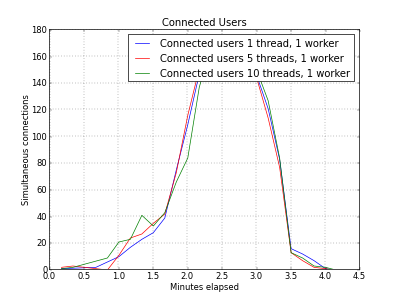 Connected Users
Connected users 1 thread, 1 worker
Connected users 5 threads, 1 worker
Connected users 10 threads, 1 worker
Simultaneous connections
180
160
140
120
100
80
60
40
20
0
0.0 0.5 1.0 1.5 2.0 2.5 3.0 3.5 4.0 4.5
Minutes elapsed